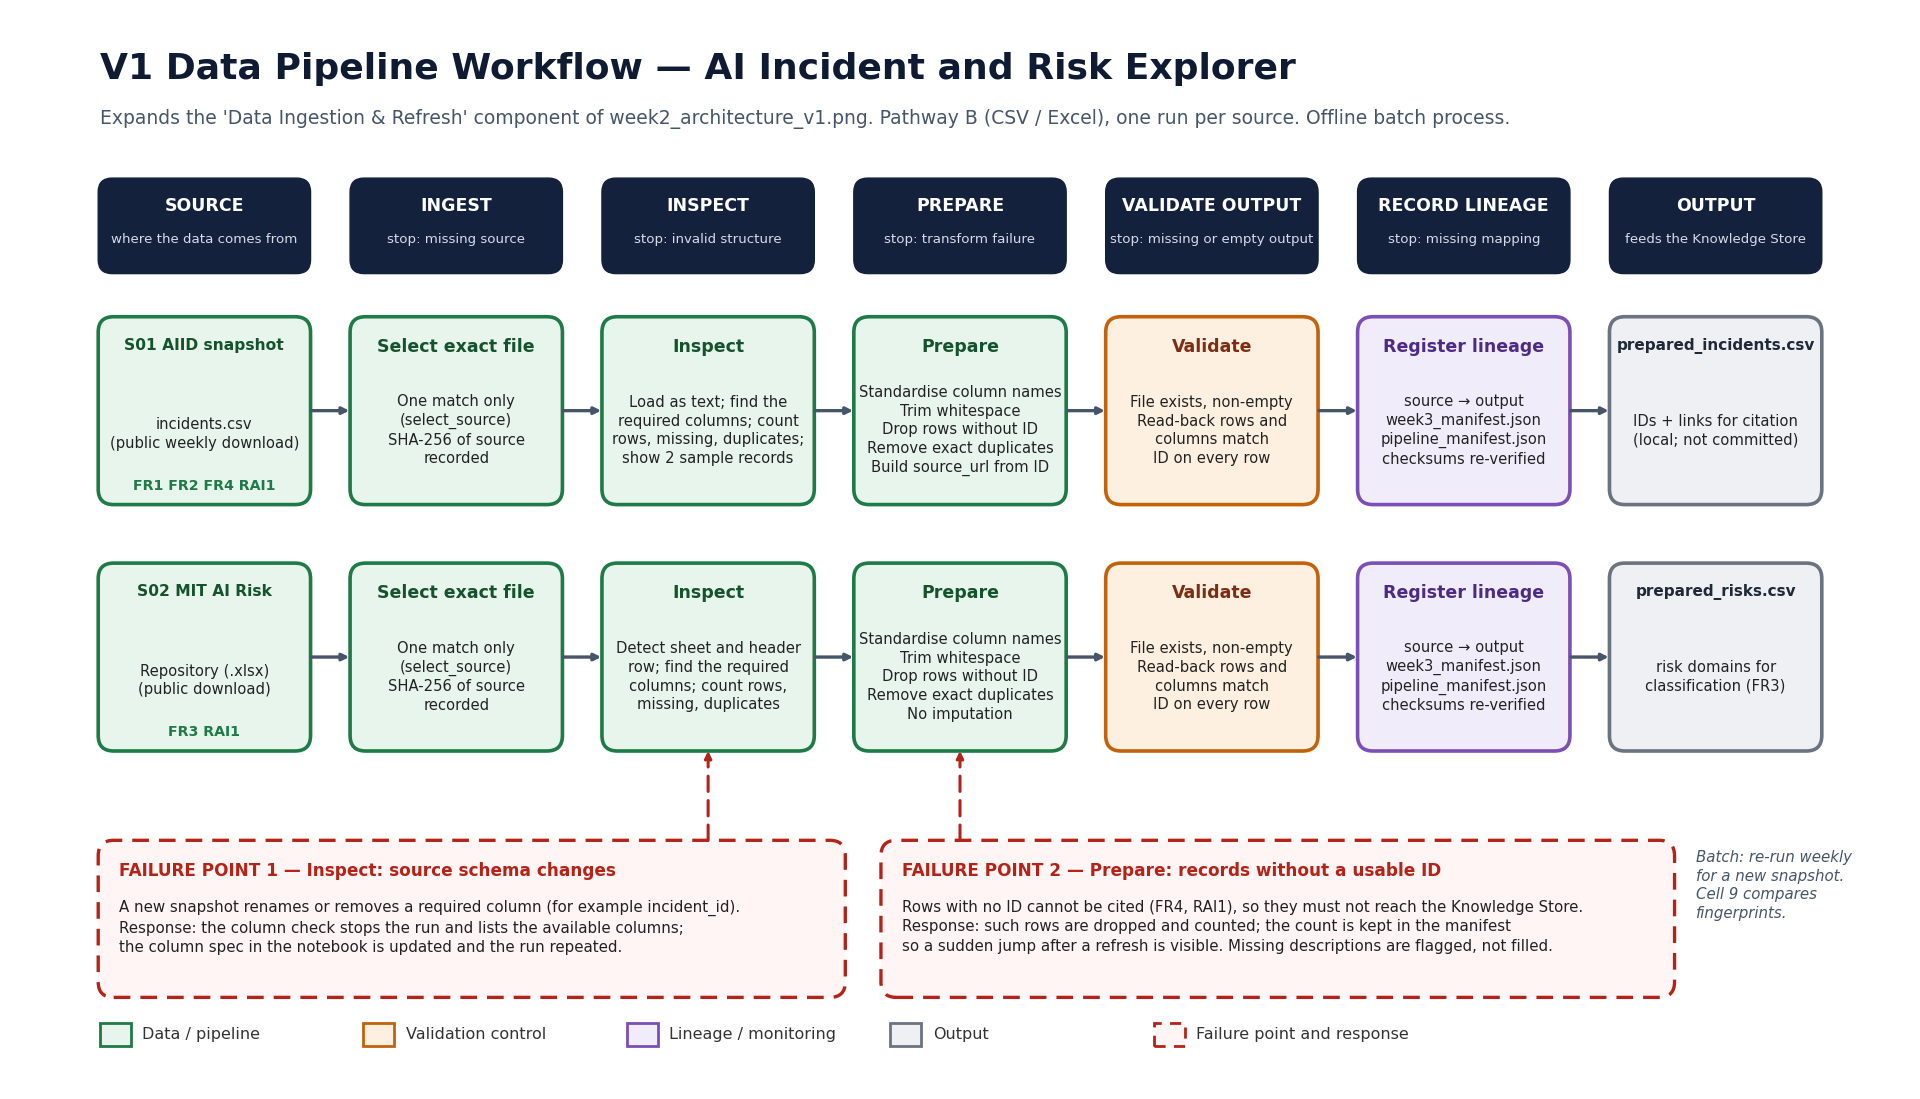 V1 Data Pipeline Workflow — AI Incident and Risk Explorer
Expands the 'Data Ingestion & Refresh' component of week2_architecture_v1.png. Pathway B (CSV / Excel), one run per source. Offline batch process.
SOURCE
where the data comes from
INGEST
stop: missing source
INSPECT
stop: invalid structure
PREPARE
stop: transform failure
VALIDATE OUTPUT
stop: missing or empty output
RECORD LINEAGE
stop: missing mapping
OUTPUT
feeds the Knowledge Store
S01 AIID snapshot
incidents.csv
(public weekly download)
FR1 FR2 FR4 RAI1
Select exact file
One match only
(select_source)
SHA-256 of source
recorded
Inspect
Load as text; find the
required columns; count
rows, missing, duplicates;
show 2 sample records
Prepare
Standardise column names
Trim whitespace
Drop rows without ID
Remove exact duplicates
Build source_url from ID
Validate
File exists, non-empty
Read-back rows and
columns match
ID on every row
Register lineage
source → output
week3_manifest.json
pipeline_manifest.json
checksums re-verified
prepared_incidents.csv
IDs + links for citation
(local; not committed)
S02 MIT AI Risk
Repository (.xlsx)
(public download)
FR3 RAI1
Select exact file
One match only
(select_source)
SHA-256 of source
recorded
Inspect
Detect sheet and header
row; find the required
columns; count rows,
missing, duplicates
Prepare
Standardise column names
Trim whitespace
Drop rows without ID
Remove exact duplicates
No imputation
Validate
File exists, non-empty
Read-back rows and
columns match
ID on every row
Register lineage
source → output
week3_manifest.json
pipeline_manifest.json
checksums re-verified
prepared_risks.csv
risk domains for
classification (FR3)
FAILURE POINT 1 — Inspect: source schema changes
A new snapshot renames or removes a required column (for example incident_id).
Response: the column check stops the run and lists the available columns;
the column spec in the notebook is updated and the run repeated.
FAILURE POINT 2 — Prepare: records without a usable ID
Rows with no ID cannot be cited (FR4, RAI1), so they must not reach the Knowledge Store.
Response: such rows are dropped and counted; the count is kept in the manifest
so a sudden jump after a refresh is visible. Missing descriptions are flagged, not filled.
Batch: re-run weekly
for a new snapshot.
Cell 9 compares
fingerprints.
Data / pipeline
Validation control
Lineage / monitoring
Output
Failure point and response